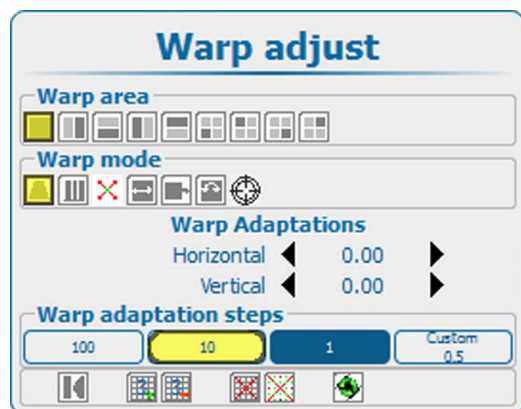 Warp adjust
Warp area
Warp mode
Warp Adaptations
Horizontal 0.00
Vertical 0.00
Warp adaptation steps
100 10 1 Custom 0.5